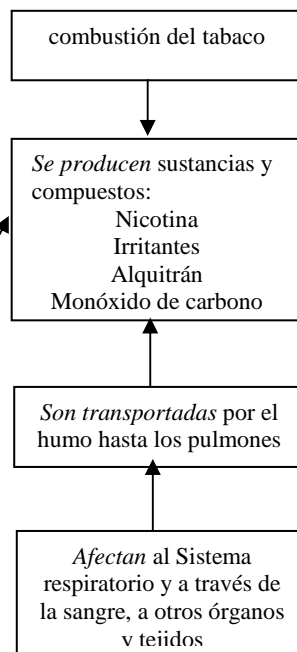 combustión del tabaco
Se producen sustancias y
compuestos:
Nicotina
Irritantes
Alquitrán
Monóxido de carbono
Son transportadas por el
humo hasta los pulmones
Afectan al Sistema
respiratorio y a través de
la sangre, a otros órganos
y tejidos